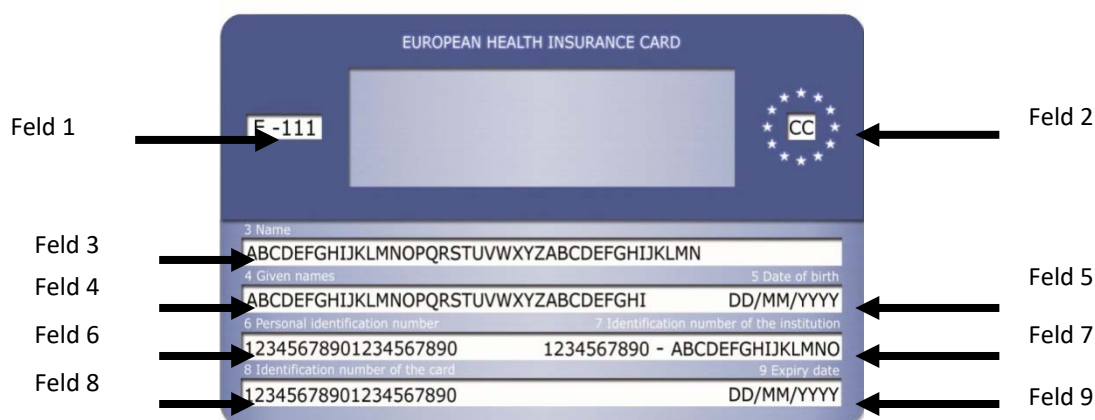 EUROPEAN HEALTH INSURANCE CARD
Feld 1
E -111
CC
Feld 2
3 Name
Feld 3
ABCDEFGHIJKLMNOPQRSTUVWXYZABCDEFGHIJKLMN
4 Given names 5 Date of birth
Feld 4
ABCDEFGHIJKLMNOPQRSTUVWXYZABCDEFGHI DD/MM/YYYY
Feld 5
6 Personal identification number 7 Identification number of the institution
Feld 6
12345678901234567890 1234567890 - ABCDEFGHIJKLMNO
Feld 7
8 Identification number of the card 9 Expiry date
Feld 8
12345678901234567890 DD/MM/YYYY
Feld 9